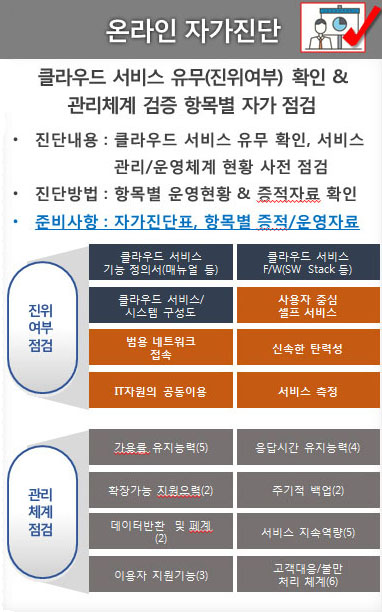 온라인 자가진단
클라우드 서비스 유무(진위여부) 확인 &
관리체계 검증 항목별 자가 점검
• 진단내용 : 클라우드 서비스 유무 확인, 서비스
관리/운영체계 현황 사전 점검
• 진단방법 : 항목별 운영현황 & 증적자료 확인
• 준비사항 : 자가진단표, 항목별 증적/운영자료
진위
여부
점검
클라우드 서비스
기능 정의서(매뉴얼 등)
클라우드 서비스
F/W(SW Stack 등)
클라우드 서비스/
시스템 구성도
사용자 중심
셀프 서비스
범용 네트워크
접속
신속한 탄력성
IT자원의 공동이용
서비스 측정
관리
체계
점검
가용률 유지능력(5)
응답시간 유지능력(4)
확장가능 지원요력(2)
주기적 백업(2)
데이터반환 및 폐계
(2)
서비스 지속역량(5)
이용자 지원기능(3)
고객대응/불만
처리 체계(6)